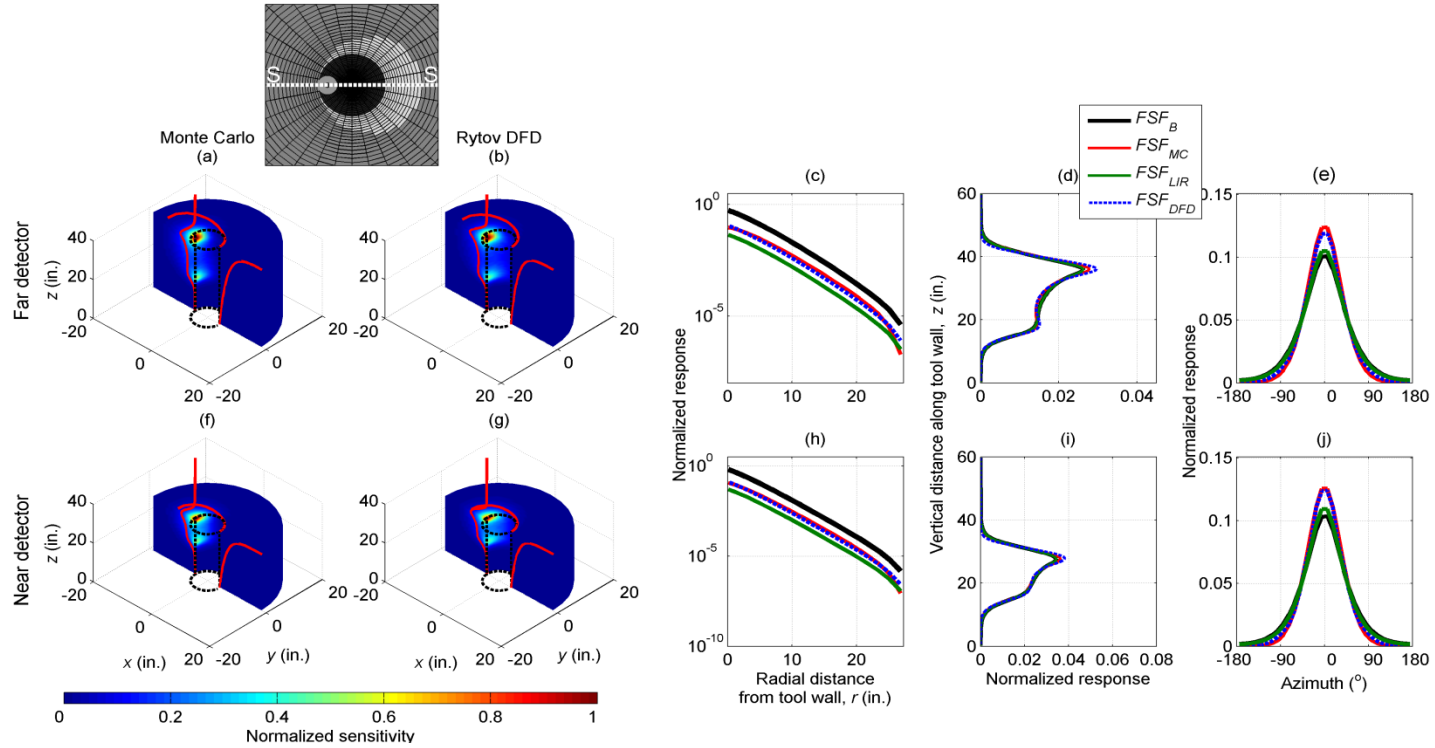 S S
Monte Carlo
(a)
Rytov DFD
(b)
FSF_B
FSF_MC
FSF_LIR
FSF_DFD
Far detector
z (in.)
40
20
0
-20
0
20
-20
0
20
z (in.)
40
20
0
-20
0
20
-20
0
20
(c)
10^0
10^-5
0 10 20
(d)
60
40
20
0
0 0.02 0.04
(e)
0.15
0.1
0.05
0
-180 -90 0 90 180
Normalized response
Vertical distance along tool wall, z (in.)
Normalized response
Near detector
(f)
z (in.)
40
20
0
-20
0
20
-20
0
20
x (in.)
y (in.)
(g)
z (in.)
40
20
0
-20
0
20
-20
0
20
x (in.)
y (in.)
(h)
10^0
10^-5
10^-10
0 10 20
Radial distance
from tool wall, r (in.)
(i)
60
40
20
0
0 0.02 0.04 0.06 0.08
Normalized response
(j)
0.15
0.1
0.05
0
-180 -90 0 90 180
Azimuth (°)
0 0.2 0.4 0.6 0.8 1
Normalized sensitivity